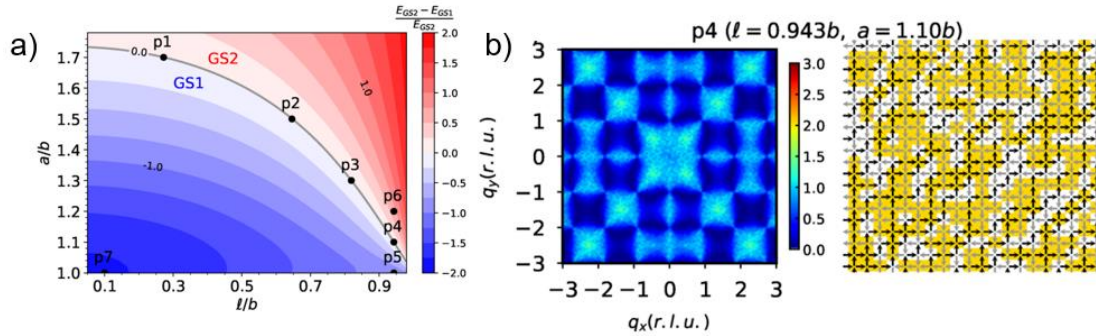 a)
b)
E_GS2 − E_GS1
E_GS2
0.0
p1
GS2
GS1
1.0
p2
-1.0
p3
p6
p4
p7
p5
1.7
1.6
1.5
1.4
1.3
1.2
1.1
1.0
a/b
0.1
0.3
0.5
0.7
0.9
ℓ/b
2.0
1.5
1.0
0.5
0.0
−0.5
−1.0
−1.5
−2.0
p4 (ℓ = 0.943b, a = 1.10b)
3
2
1
0
−1
−2
−3
q_y(r. l. u.)
−3 −2 −1 0 1 2 3
q_x(r. l. u.)
3.0
2.5
2.0
1.5
1.0
0.5
0.0